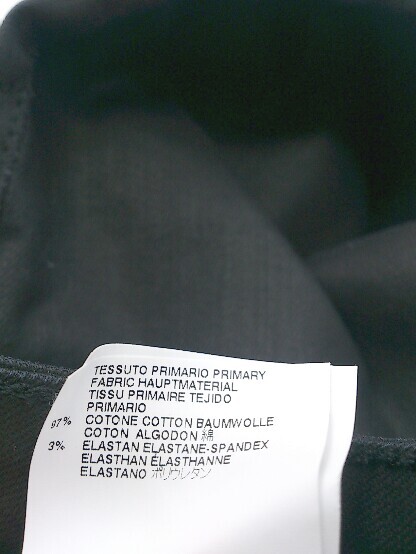 TESSUTO PRIMARIO PRIMARY
FABRIC HAUPTMATERIAL
TISSU PRIMAIRE TEJIDO
PRIMARIO
97% COTONE COTTON BAUMWOLLE
COTON ALGODON 綿
3% ELASTAN ELASTANE-SPANDEX
ELASTHAN ELASTHANNE
ELASTANO ポリウレタン